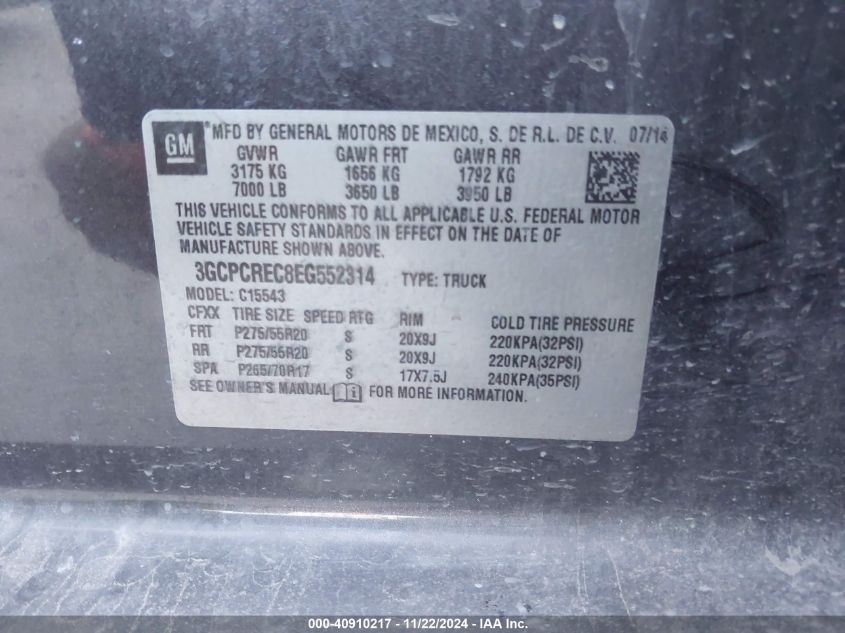 GM
MFD BY GENERAL MOTORS DE MEXICO, S. DE R.L. DE C.V. 07/14
GVWR GAWR FRT GAWR RR
3175 KG 1656 KG 1792 KG
7000 LB 3650 LB 3950 LB
THIS VEHICLE CONFORMS TO ALL APPLICABLE U.S. FEDERAL MOTOR
VEHICLE SAFETY STANDARDS IN EFFECT ON THE DATE OF
MANUFACTURE SHOWN ABOVE.
3GCPCREC8EG552314 TYPE: TRUCK
MODEL: C15543
CFXX TIRE SIZE SPEED RTG RIM COLD TIRE PRESSURE
FRT P275/55R20 S 20X9J 220KPA(32PSI)
RR P275/55R20 S 20X9J 220KPA(32PSI)
SPA P265/70R17 S 17X7.5J 240KPA(35PSI)
SEE OWNER'S MANUAL FOR MORE INFORMATION.
000-40910217 - 11/22/2024 - IAAI.com